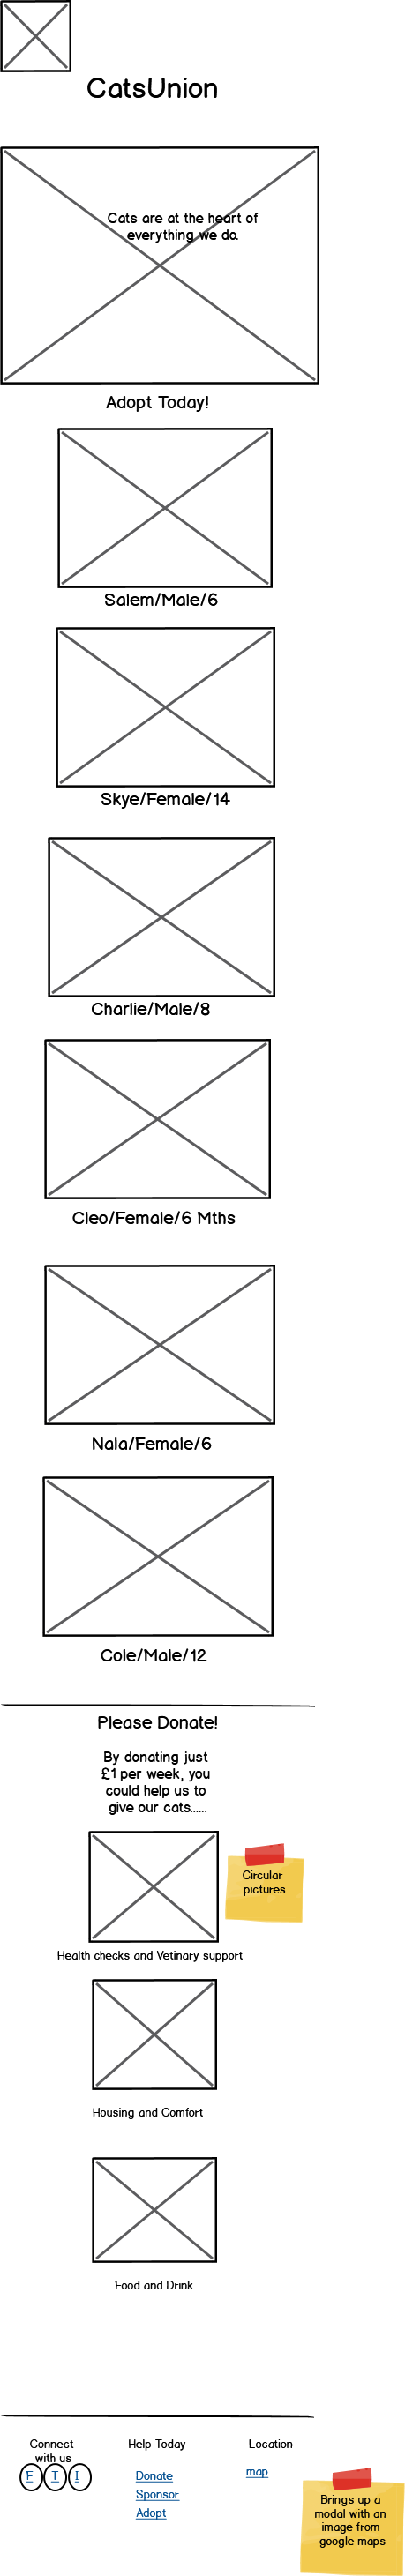 CatsUnion
Cats are at the heart of
everything we do.
Adopt Today!
Salem/Male/6
Skye/Female/14
Charlie/Male/8
Cleo/Female/6 Mths
Nala/Female/6
Cole/Male/12
Please Donate!
By donating just
£1 per week, you
could help us to
give our cats......
Circular
pictures
Health checks and Vetinary support
Housing and Comfort
Food and Drink
Connect
with us
F T I
Help Today
Donate
Sponsor
Adopt
Location
map
Brings up a
modal with an
image from
google maps